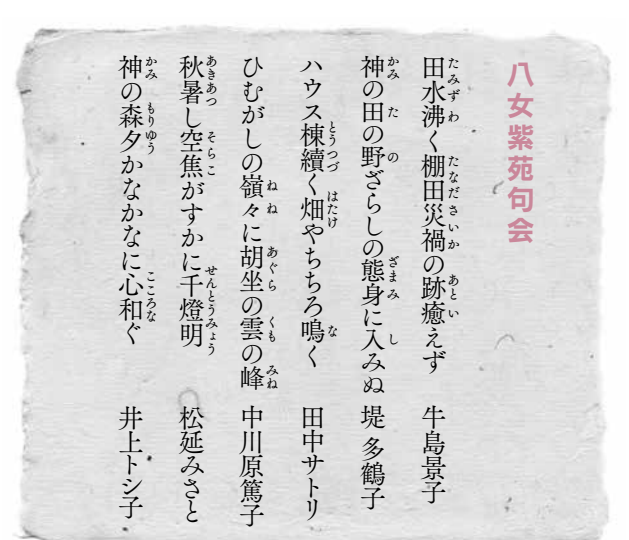 八女紫苑句会
田水沸く棚田災禍の跡癒えず 牛島景子
神の田の野ざらしの態身に入みぬ 堤 多鶴子
ハウス棟續く畑やちちろ鳴く 田中サトリ
ひむがしの嶺々に胡坐の雲の峰 中川原篤子
秋暑し空焦がすかに千燈明 松延みさと
神の森夕かなかなに心和ぐ 井上トシ子